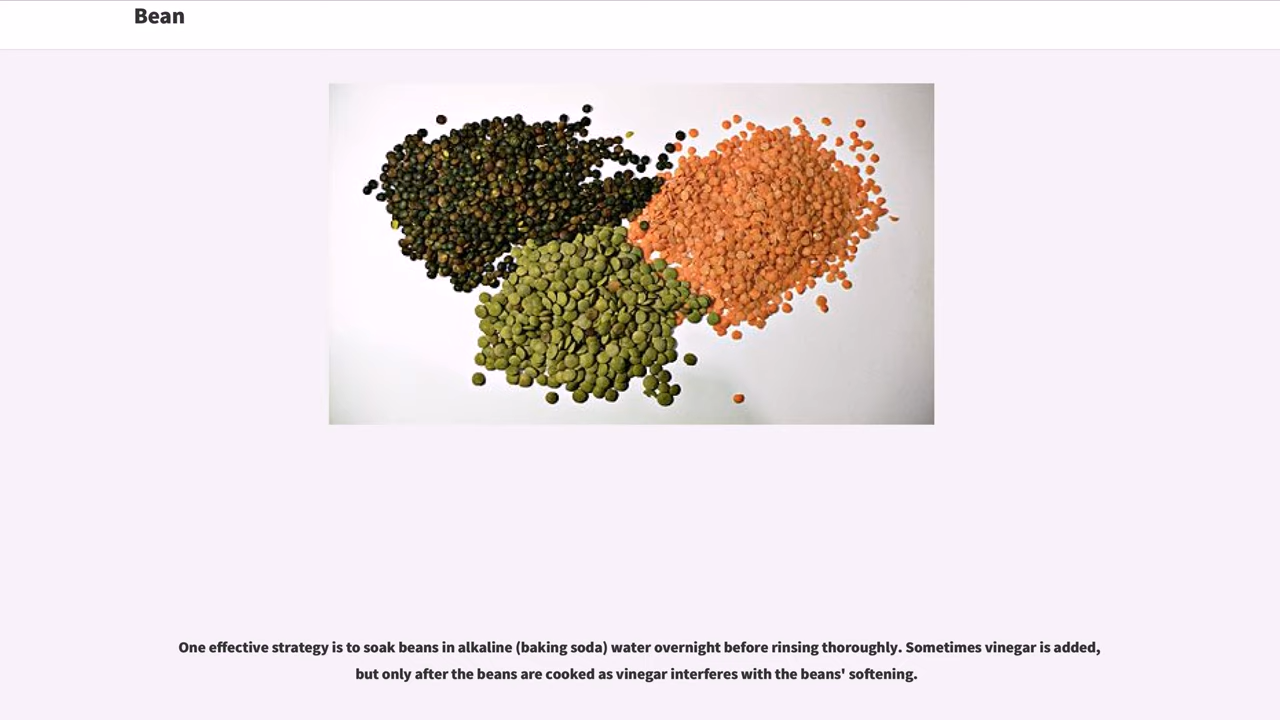 Bean
One effective strategy is to soak beans in alkaline (baking soda) water overnight before rinsing thoroughly. Sometimes vinegar is added,
but only after the beans are cooked as vinegar interferes with the beans' softening.